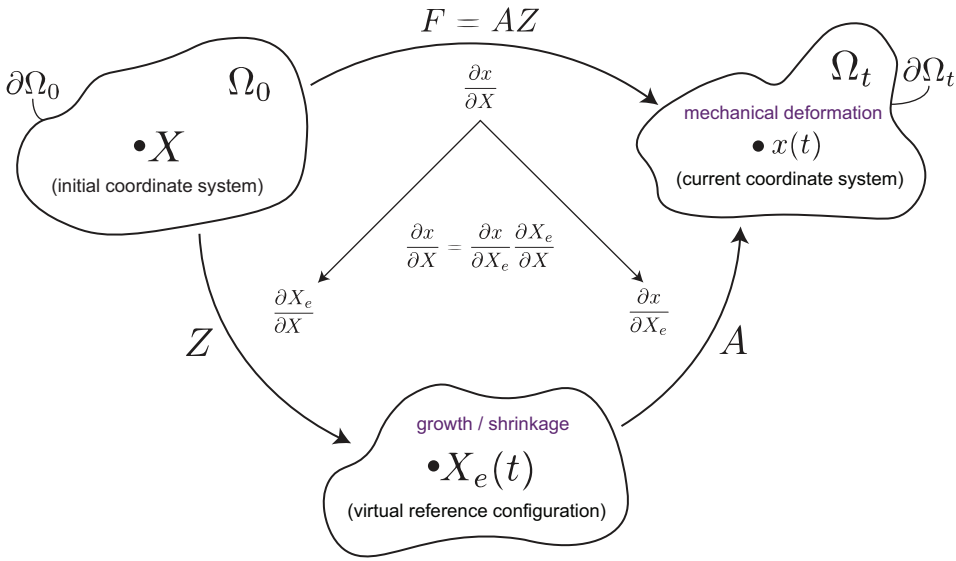 F = AZ
∂Ω₀
Ω₀
∂x/∂X
Ωₜ
∂Ωₜ
mechanical deformation
•X
• x(t)
(initial coordinate system)
(current coordinate system)
∂x/∂X = ∂x/∂Xₑ ∂Xₑ/∂X
∂Xₑ/∂X
∂x/∂Xₑ
Z
A
growth / shrinkage
•Xₑ(t)
(virtual reference configuration)